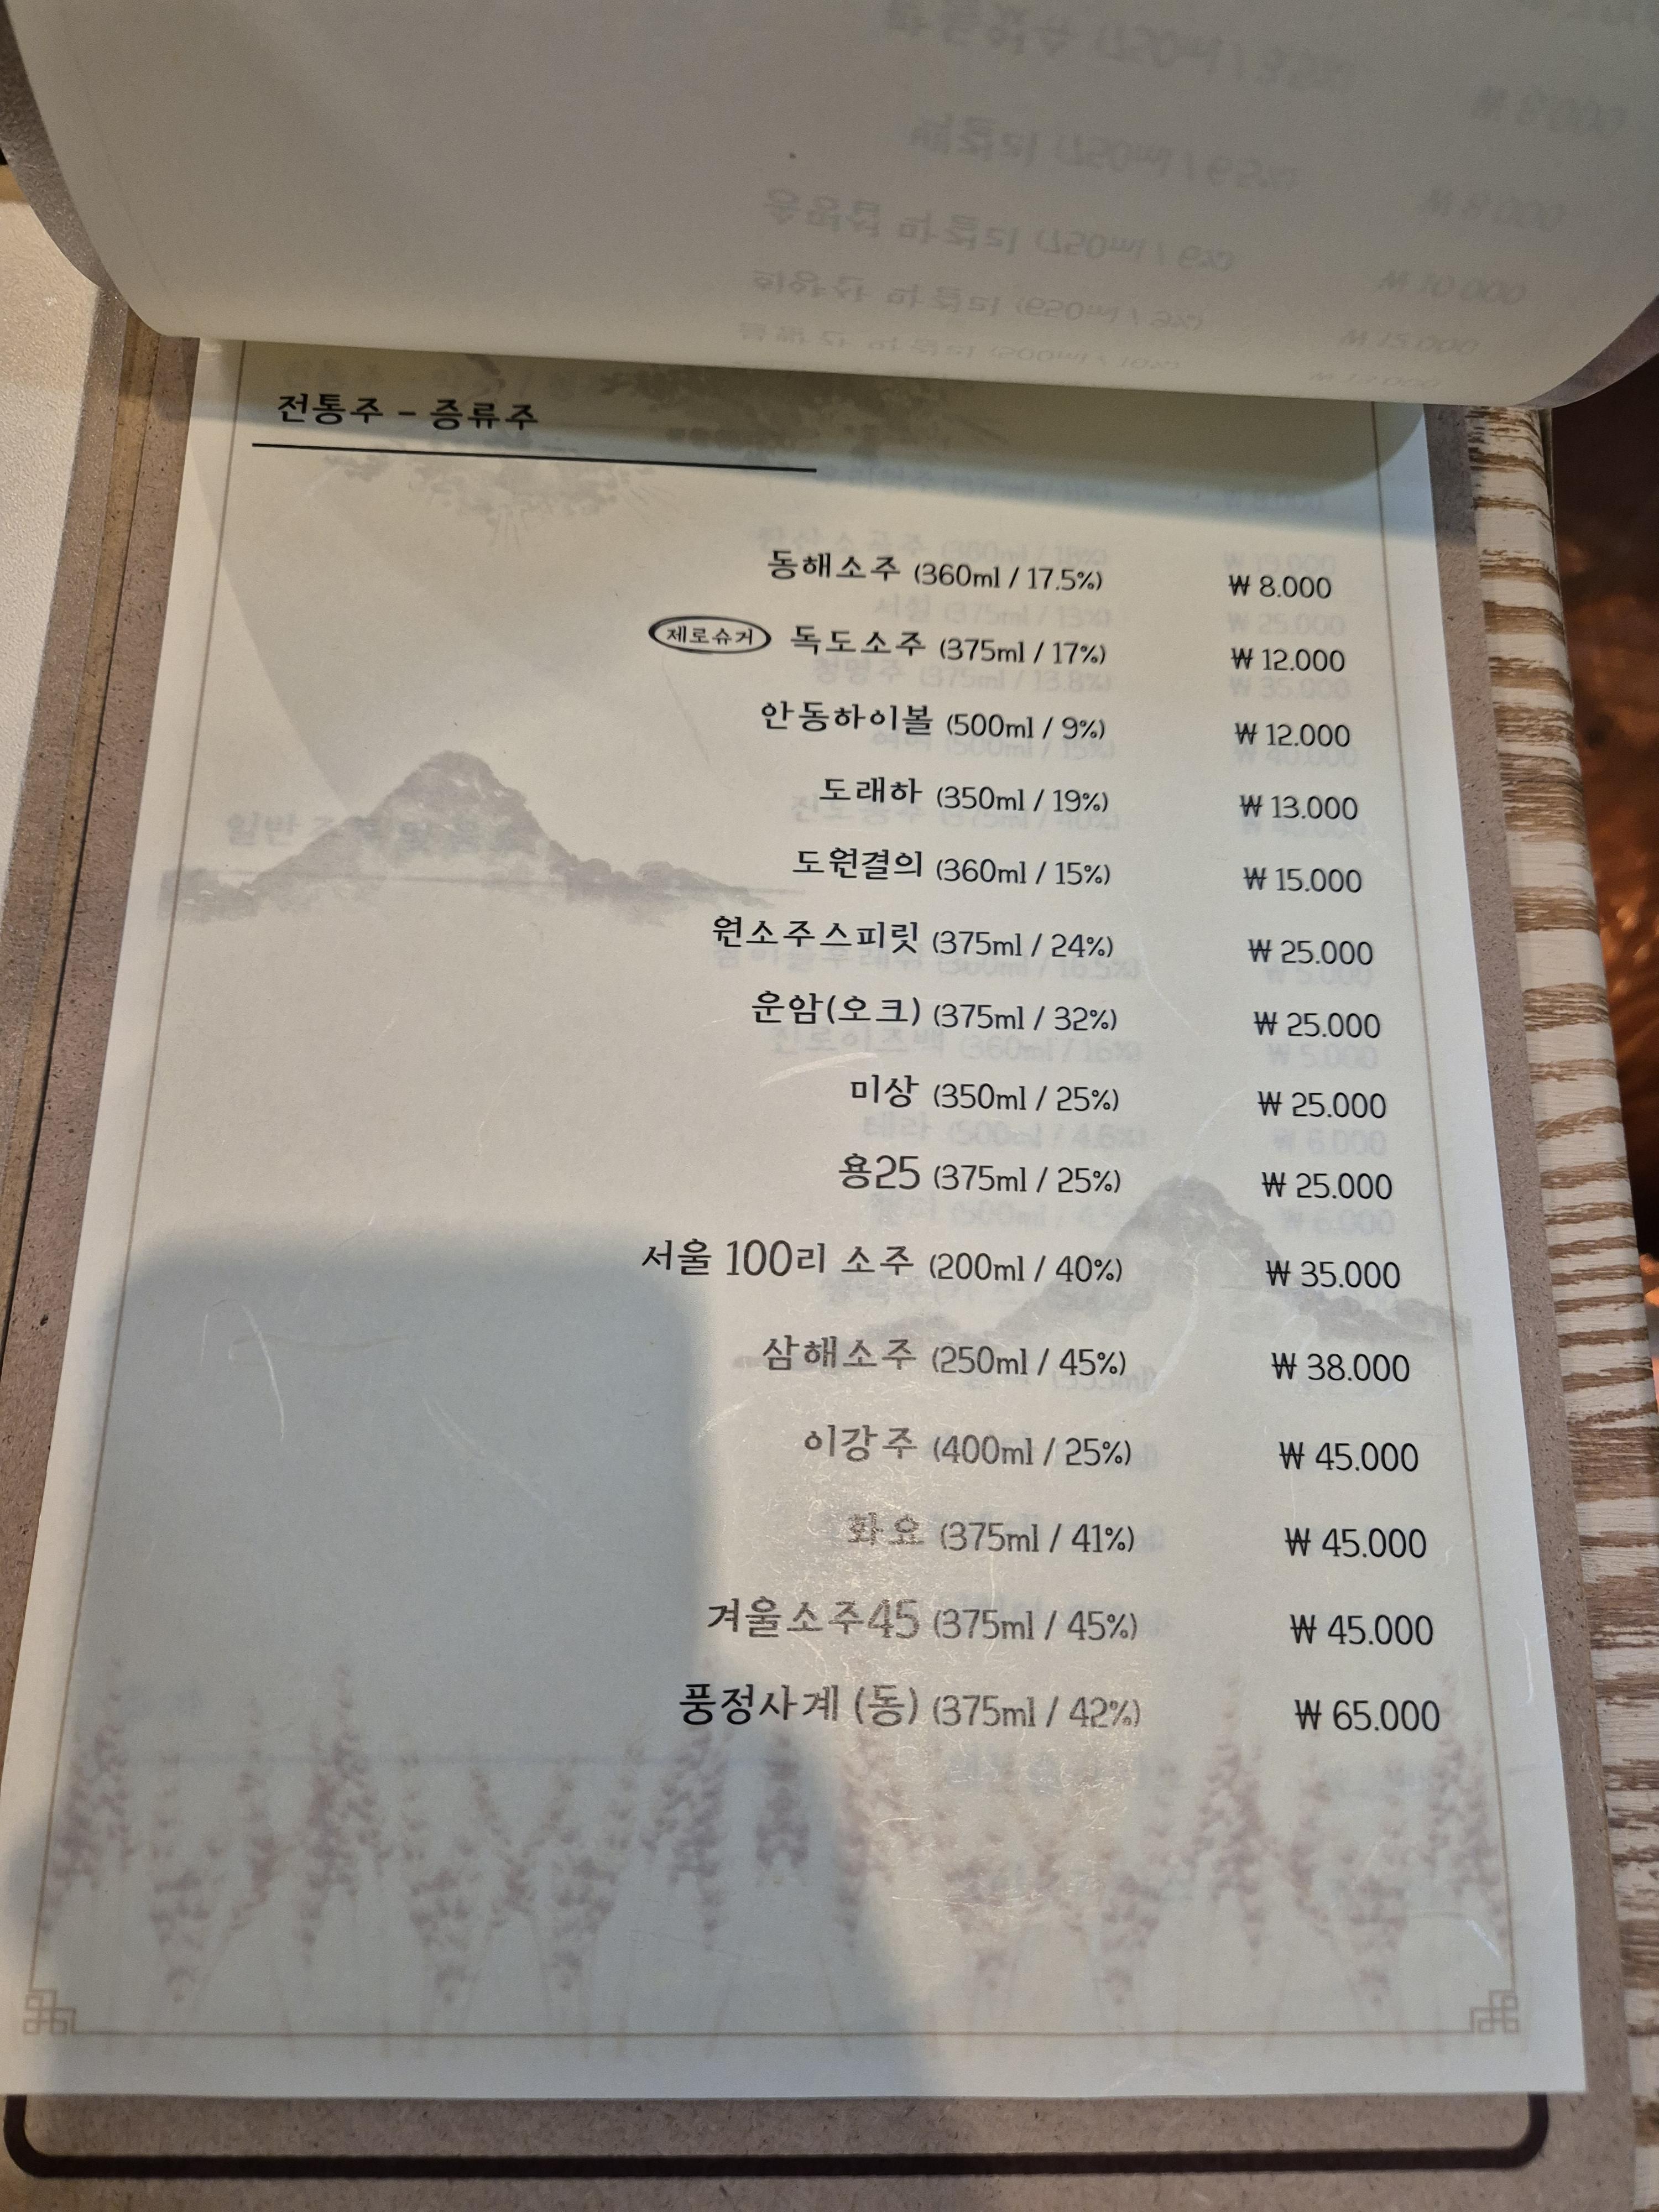 전통주 - 증류주
동해소주 (360ml / 17.5%) ₩ 8.000
제로슈거 독도소주 (375ml / 17%) ₩ 12.000
안동하이볼 (500ml / 9%) ₩ 12.000
도래하 (350ml / 19%) ₩ 13.000
도원결의 (360ml / 15%) ₩ 15.000
원소주스피릿 (375ml / 24%) ₩ 25.000
운암(오크) (375ml / 32%) ₩ 25.000
미상 (350ml / 25%) ₩ 25.000
용25 (375ml / 25%) ₩ 25.000
서울 100리 소주 (200ml / 40%) ₩ 35.000
삼해소주 (250ml / 45%) ₩ 38.000
이강주 (400ml / 25%) ₩ 45.000
화요 (375ml / 41%) ₩ 45.000
겨울소주45 (375ml / 45%) ₩ 45.000
풍정사계 (동) (375ml / 42%) ₩ 65.000